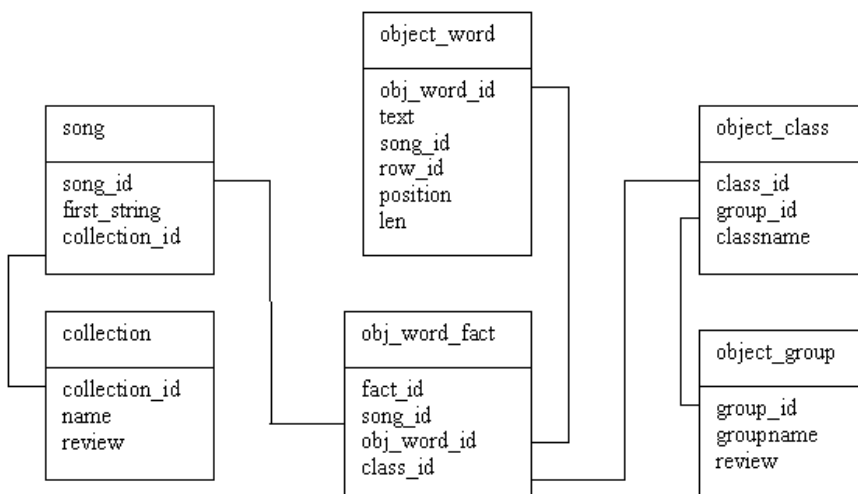 object_word
obj_word_id
text
song_id
row_id
position
len
song
song_id
first_string
collection_id
object_class
class_id
group_id
classname
collection
collection_id
name
review
obj_word_fact
fact_id
song_id
obj_word_id
class_id
object_group
group_id
groupname
review